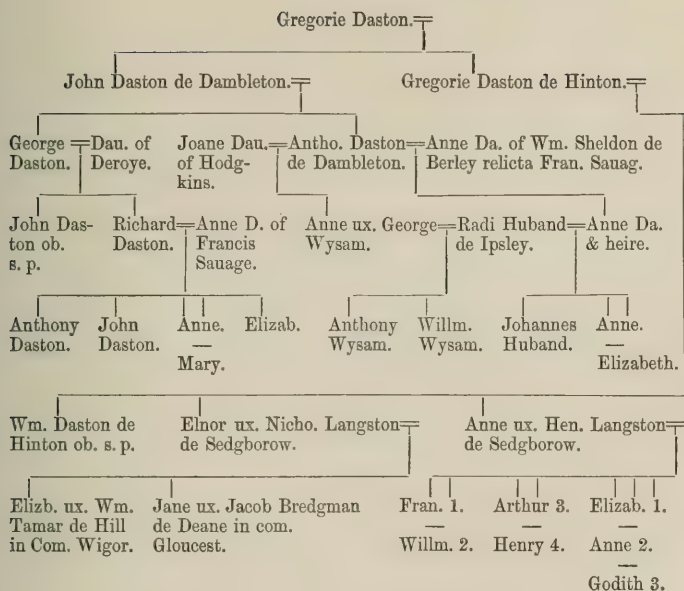 Gregorie Daston.
John Daston de Dambleton. Gregorie Daston de Hinton.
George Dau. of Joane Dau. Antho. Daston Anne Da. of Wm. Sheldon de
Daston. Deroye. of Hodg- de Dambleton. Berley relicta Fran. Sauag.
kins.
John Das- Richard Anne D. of Anne ux. George Radi Huband Anne Da.
ton ob. Daston. Francis Wysam. de Ipsley. & heire.
s. p. Sauage.
Anthony John Anne. Elizab. Anthony Willm. Johannes Anne.
Daston. Daston. — Wysam. Wysam. Huband. —
Mary. Elizabeth.
Wm. Daston de Elnor ux. Nicho. Langston Anne ux. Hen. Langston
Hinton ob. s. p. de Sedgborow. de Sedgborow.
Elizb. ux. Wm. Jane ux. Jacob Bredgman Fran. 1. Arthur 3. Elizab. 1.
Tamar de Hill de Deane in com. — — —
in Com. Wigor. Gloucest. Willm. 2. Henry 4. Anne 2.
—
Godith 3.